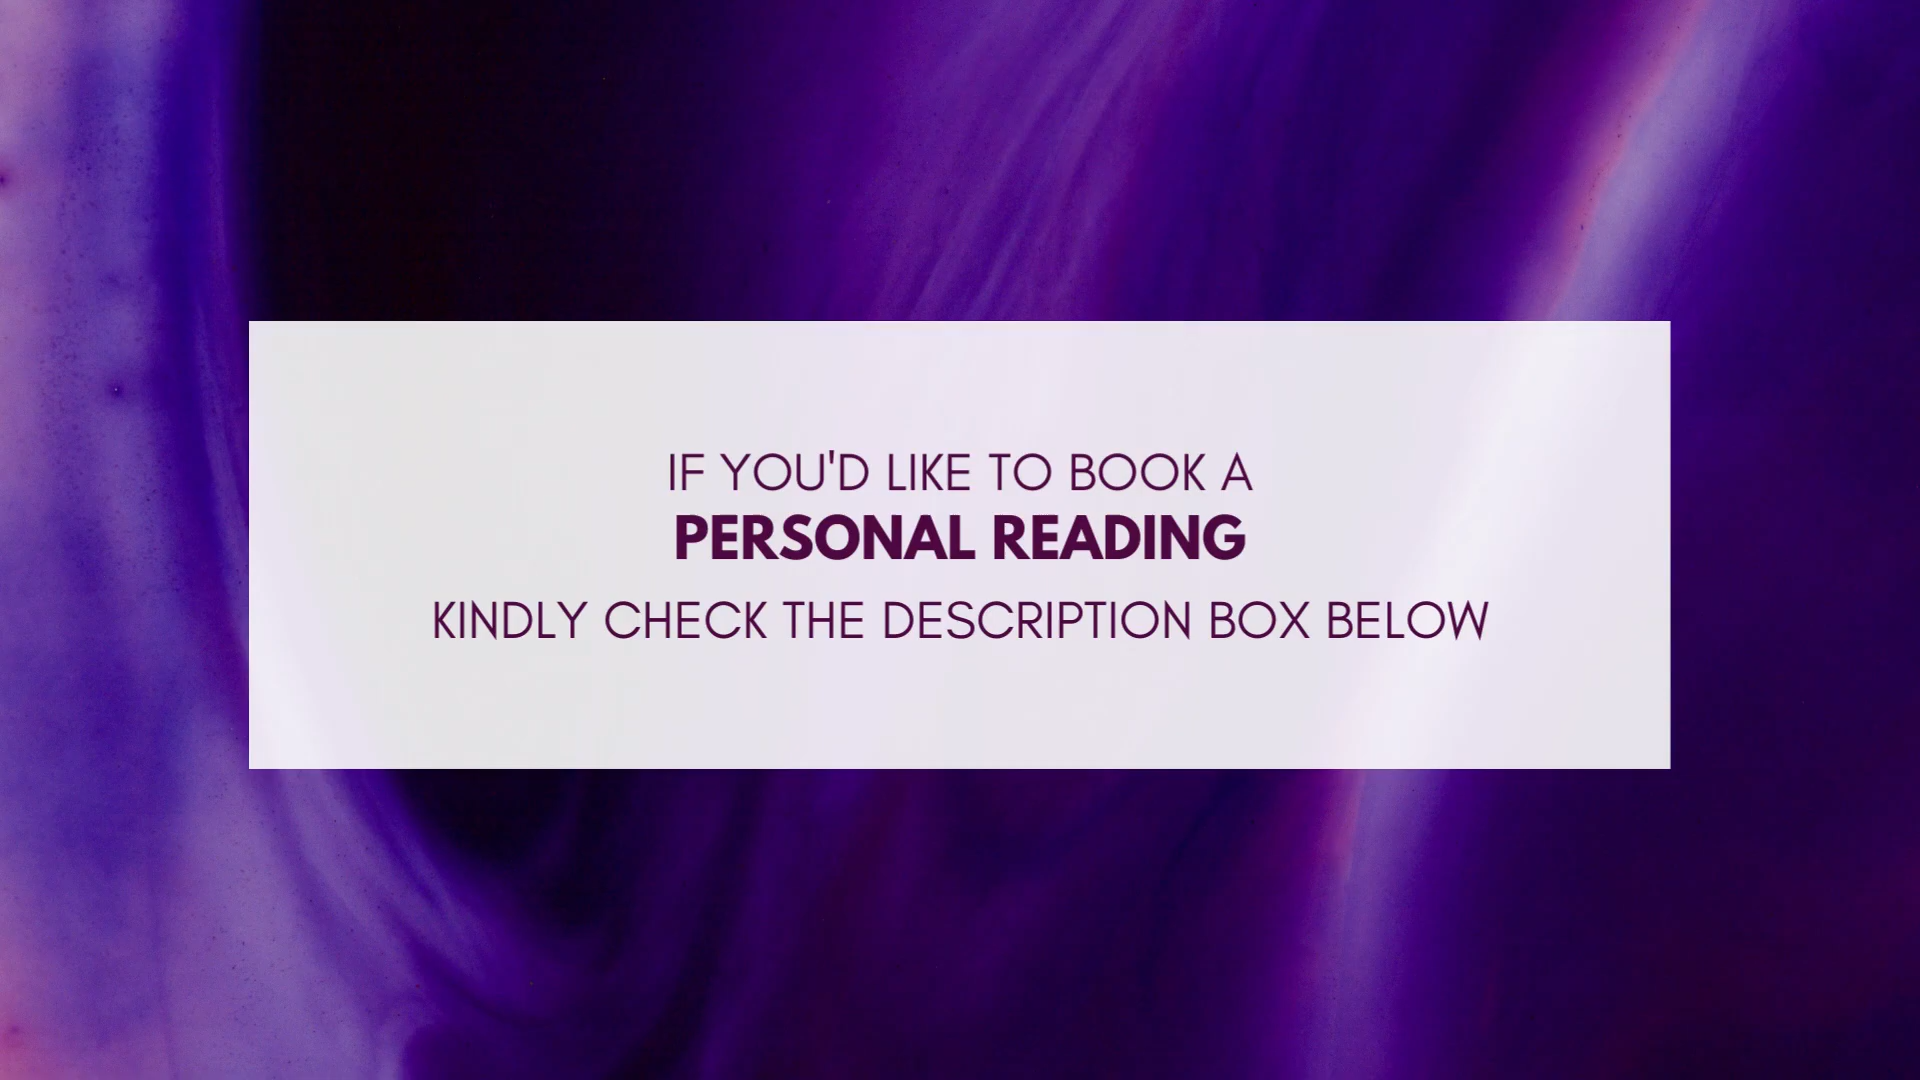 IF YOU'D LIKE TO BOOK A
PERSONAL READING
KINDLY CHECK THE DESCRIPTION BOX BELOW